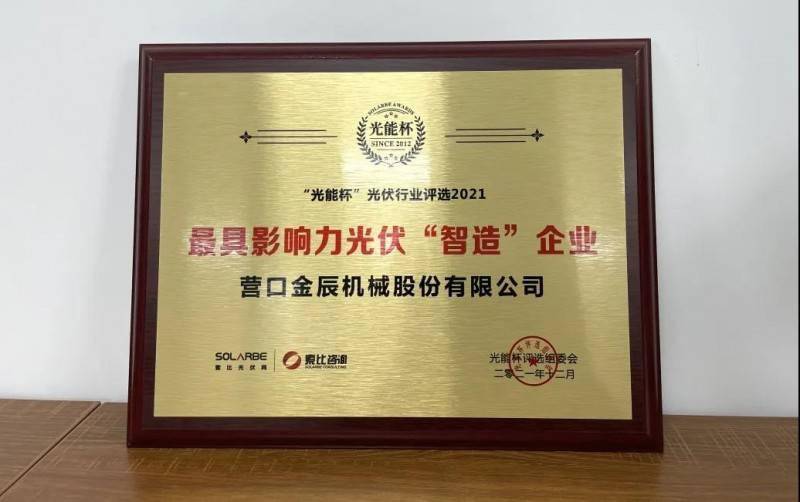 SOLARBE AWARDS
光能杯
SINCE 2012
“光能杯”光伏行业评选2021
最具影响力光伏“智造”企业
营口金辰机械股份有限公司
SOLARBE
索比光伏网
索比咨询
SOLARBE CONSULTING
光能杯评选组委会
二〇二一年十二月